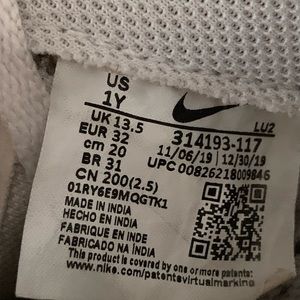 US
1Y
UK 13.5
EUR 32
cm 20
BR 31
CN 200(2.5)
LU2
314193-117
11/06/19 12/30/19
UPC 00826218009846
01RY6E9MQGTK1
MADE IN INDIA
HECHO EN INDIA
FABRIQUÉ EN INDE
FABRICADO NA ÍNDIA
This product is covered by one or more patents:
www.nike.com/patentsvirtualmarking